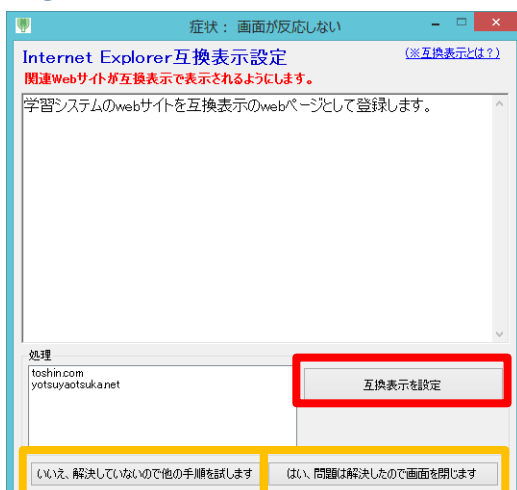 症状： 画面が反応しない
Internet Explorer互換表示設定
(※互換表示とは？)
関連Webサイトが互換表示で表示されるようにします。
学習システムのwebサイトを互換表示のwebページとして登録します。
処理
toshin.com
yotsuyaotsuka.net
互換表示を設定
いいえ、解決していないので他の手順を試します
はい、問題は解決したので画面を閉じます